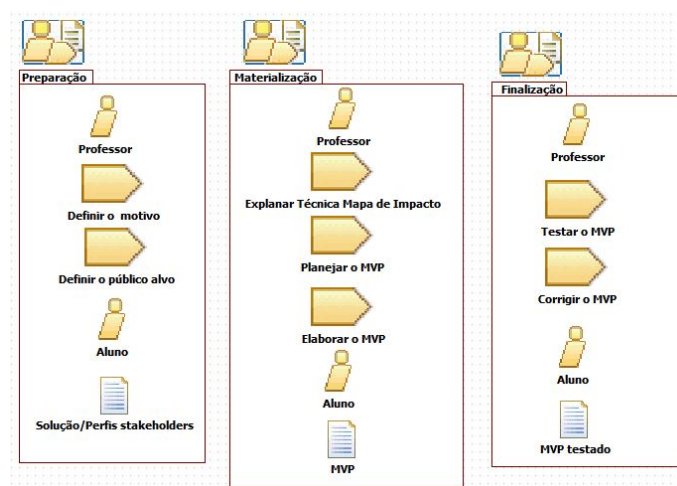 Preparação
Professor
Definir o motivo
Definir o público alvo
Aluno
Solução/Perfis stakeholders
Materialização
Professor
Explanar Técnica Mapa de Impacto
Planejar o MVP
Elaborar o MVP
Aluno
MVP
Finalização
Professor
Testar o MVP
Corrigir o MVP
Aluno
MVP testado